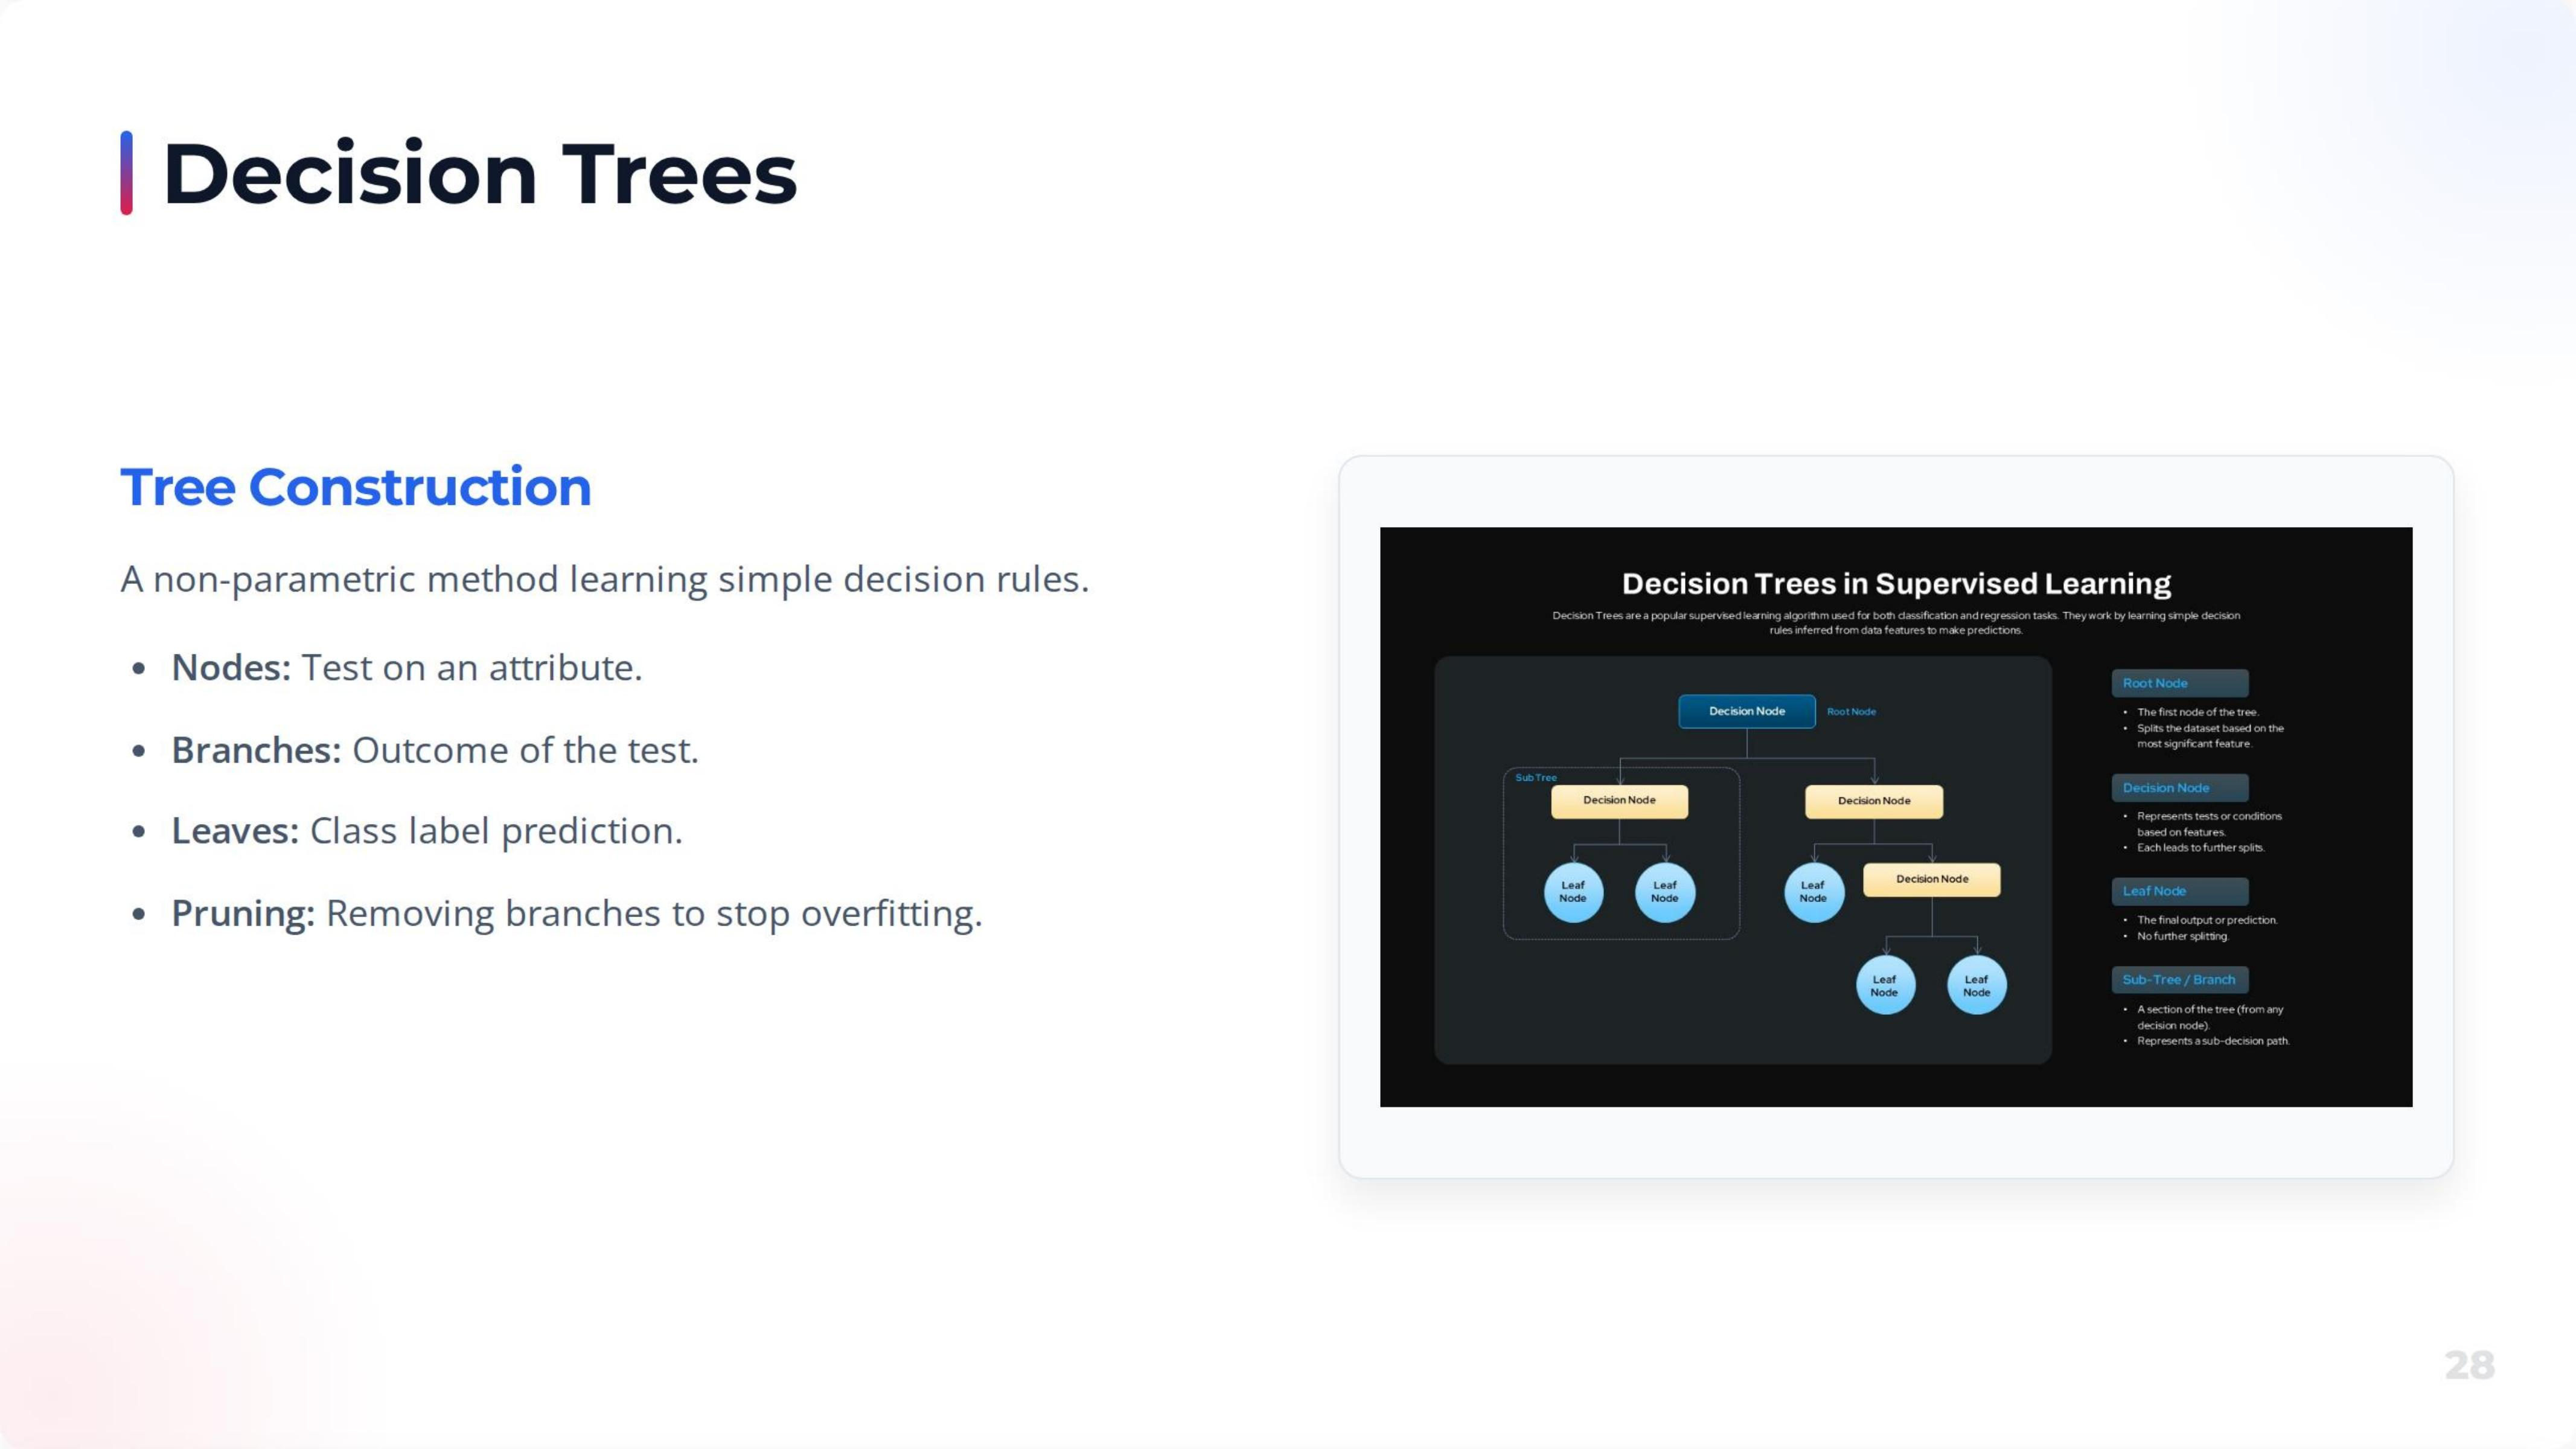 Decision Trees
Tree Construction
A non-parametric method learning simple decision rules.
• Nodes: Test on an attribute.
• Branches: Outcome of the test.
• Leaves: Class label prediction.
• Pruning: Removing branches to stop overfitting.
Decision Trees in Supervised Learning
Decision Trees are a popular supervised learning algorithm used for both classification and regression tasks. They work by learning simple decision
rules inferred from data features to make predictions.
Decision Node
Root Node
Sub Tree
Decision Node
Decision Node
Leaf
Node
Leaf
Node
Leaf
Node
Decision Node
Leaf
Node
Leaf
Node
Root Node
• The first node of the tree.
• Splits the dataset based on the
most significant feature.
Decision Node
• Represents tests or conditions
based on features.
• Each leads to further splits.
Leaf Node
• The final output or prediction.
• No further splitting.
Sub-Tree / Branch
• A section of the tree (from any
decision node).
• Represents a sub-decision path.
28